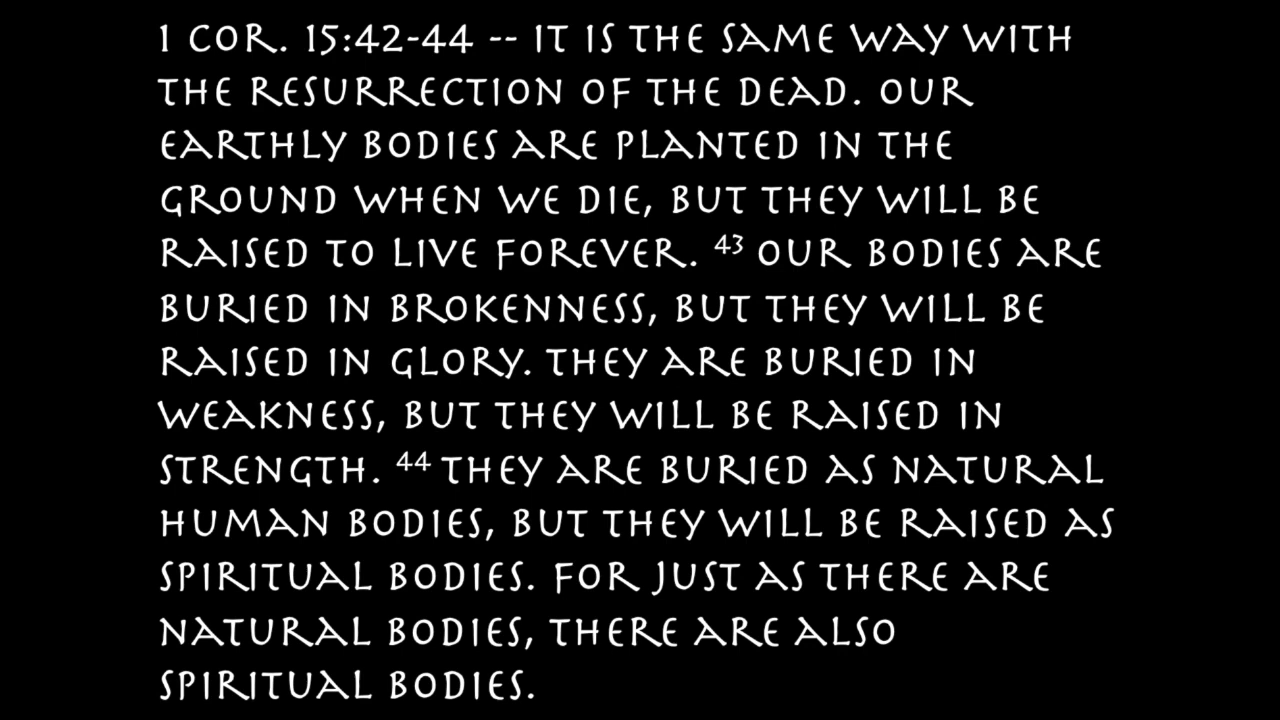 1 COR. 15:42-44 -- IT IS THE SAME WAY WITH
THE RESURRECTION OF THE DEAD. OUR
EARTHLY BODIES ARE PLANTED IN THE
GROUND WHEN WE DIE, BUT THEY WILL BE
RAISED TO LIVE FOREVER. 43 OUR BODIES ARE
BURIED IN BROKENNESS, BUT THEY WILL BE
RAISED IN GLORY. THEY ARE BURIED IN
WEAKNESS, BUT THEY WILL BE RAISED IN
STRENGTH. 44 THEY ARE BURIED AS NATURAL
HUMAN BODIES, BUT THEY WILL BE RAISED AS
SPIRITUAL BODIES. FOR JUST AS THERE ARE
NATURAL BODIES, THERE ARE ALSO
SPIRITUAL BODIES.